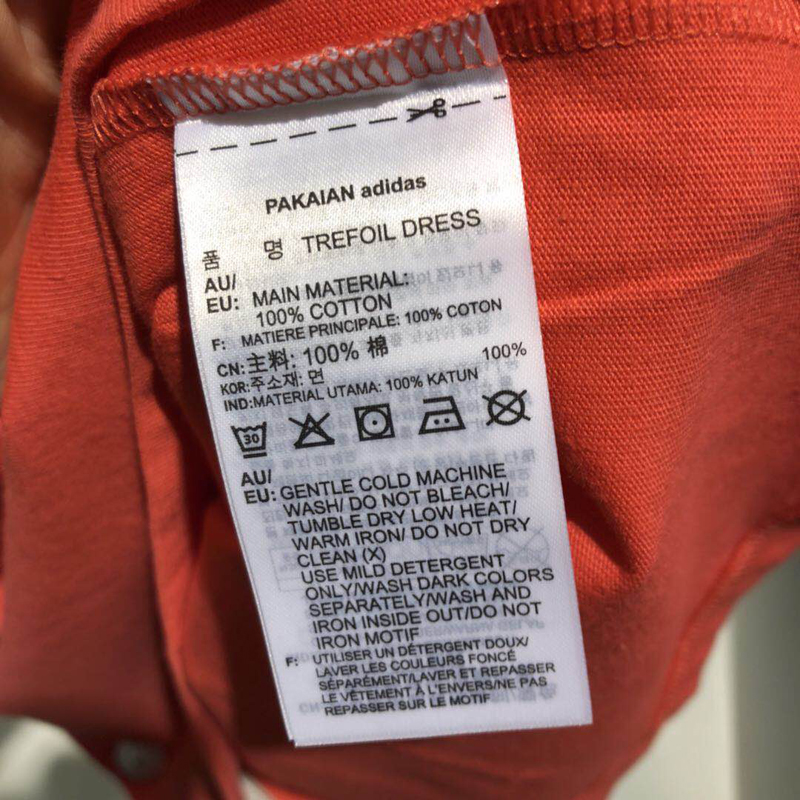 PAKAIAN adidas
품 명 TREFOIL DRESS
AU/
EU: MAIN MATERIAL:
100% COTTON
F: MATIERE PRINCIPALE: 100% COTON
CN: 主料: 100% 棉
KOR: 주소재: 면 100%
IND: MATERIAL UTAMA: 100% KATUN
30
AU/
EU: GENTLE COLD MACHINE
WASH/ DO NOT BLEACH/
TUMBLE DRY LOW HEAT/
WARM IRON/ DO NOT DRY
CLEAN (X)
USE MILD DETERGENT
ONLY/WASH DARK COLORS
SEPARATELY/WASH AND
IRON INSIDE OUT/DO NOT
IRON MOTIF
F: UTILISER UN DÉTERGENT DOUX/
LAVER LES COULEURS FONCÉ
SÉPARÉMENT/LAVER ET REPASSER
LE VÊTEMENT À L'ENVERS/NE PAS
REPASSER SUR LE MOTIF